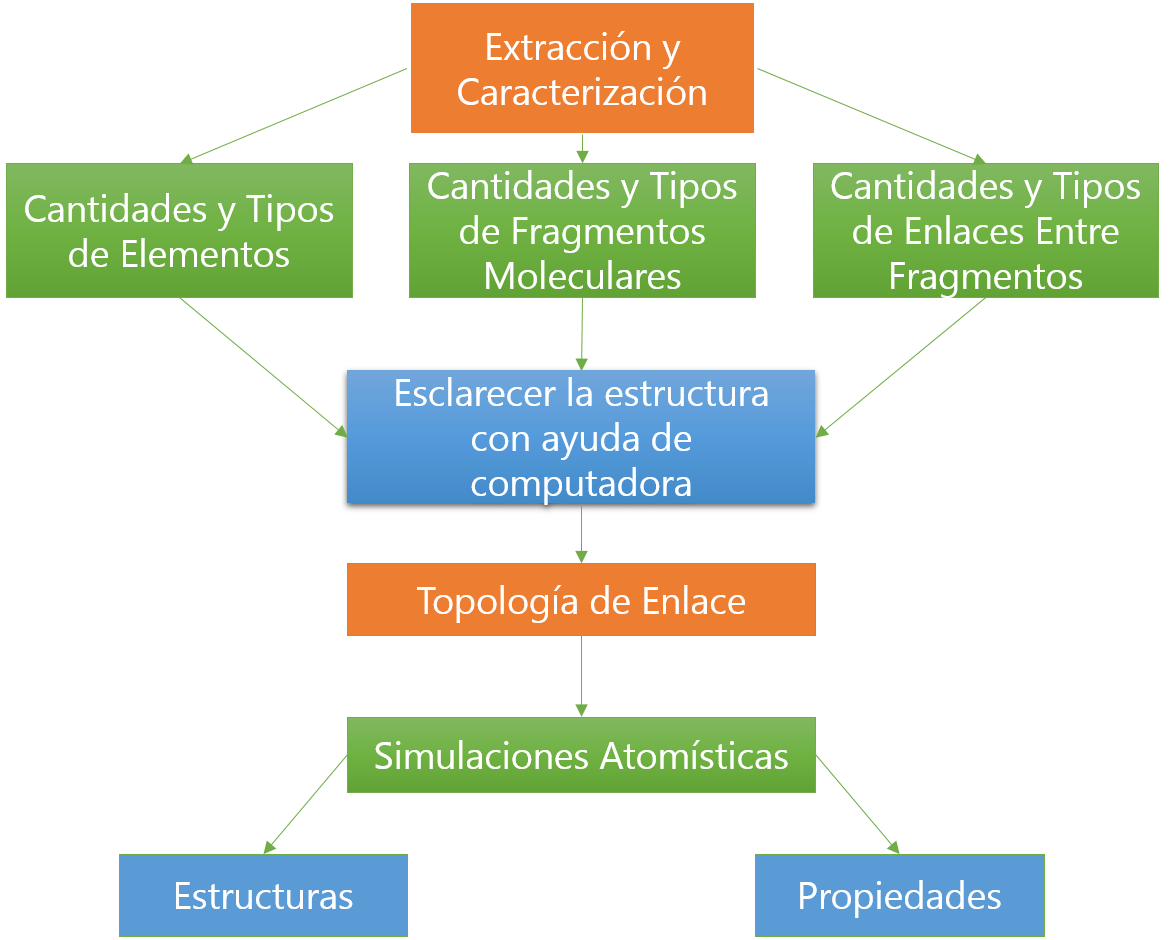 Extracción y
Caracterización
Cantidades y Tipos
de Elementos
Cantidades y Tipos
de Fragmentos
Moleculares
Cantidades y Tipos
de Enlaces Entre
Fragmentos
Esclarecer la estructura
con ayuda de
computadora
Topología de Enlace
Simulaciones Atomísticas
Estructuras
Propiedades